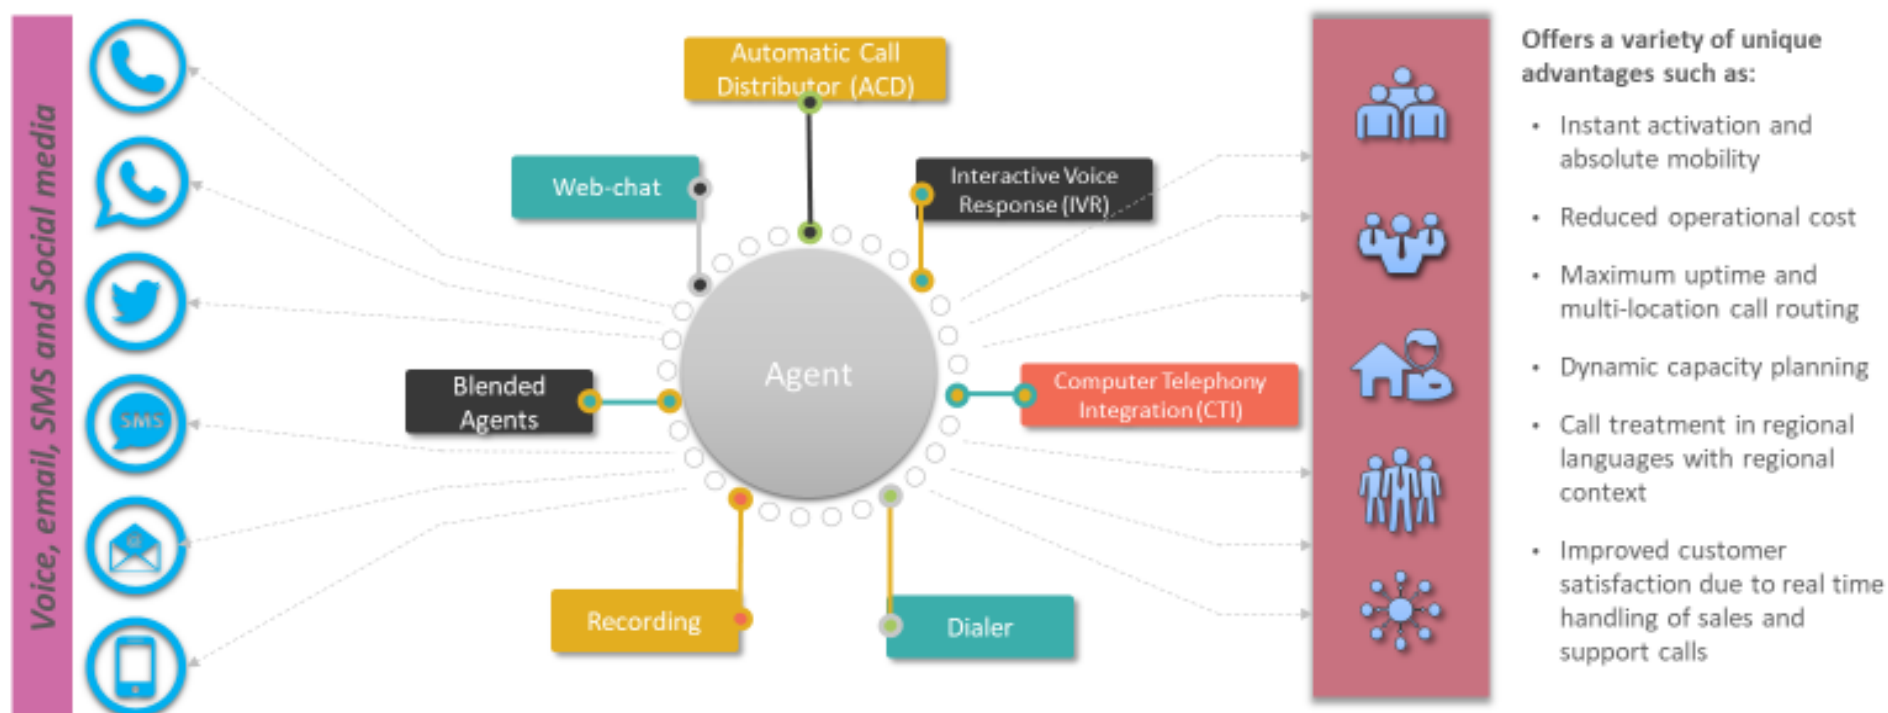 Voice, email, SMS and Social media
SMS
@
Automatic Call
Distributor (ACD)
Web-chat
Interactive Voice
Response (IVR)
Agent
Blended
Agents
Computer Telephony
Integration (CTI)
Recording
Dialer
Offers a variety of unique
advantages such as:
• Instant activation and
absolute mobility
• Reduced operational cost
• Maximum uptime and
multi-location call routing
• Dynamic capacity planning
• Call treatment in regional
languages with regional
context
• Improved customer
satisfaction due to real time
handling of sales and
support calls